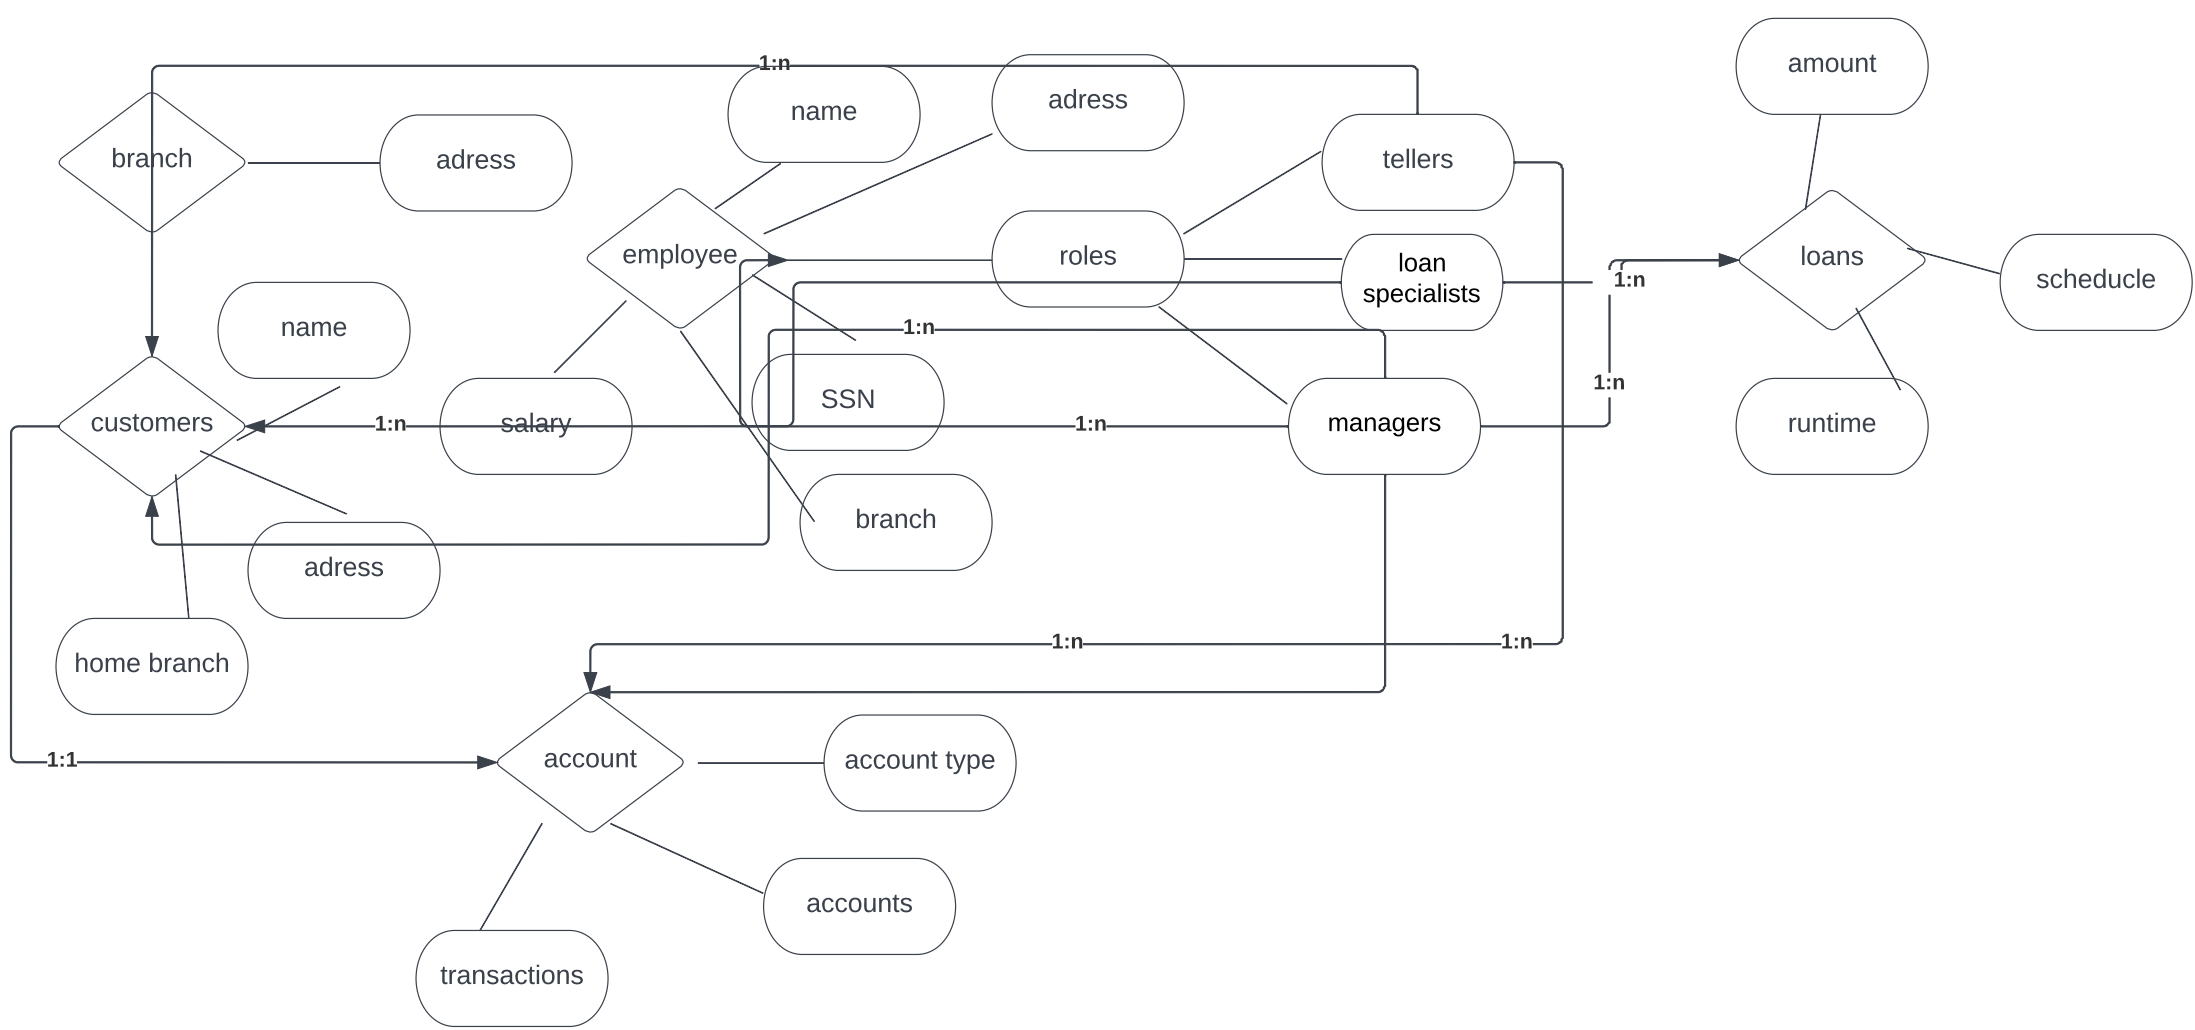 amount
1:n
adress
name
tellers
branch
adress
employee
roles
loan
specialists
loans
1:n
scheducle
name
1:n
1:n
SSN
customers
1:n
salary
1:n
managers
runtime
branch
adress
home branch
1:n
1:n
1:1
account
account type
accounts
transactions